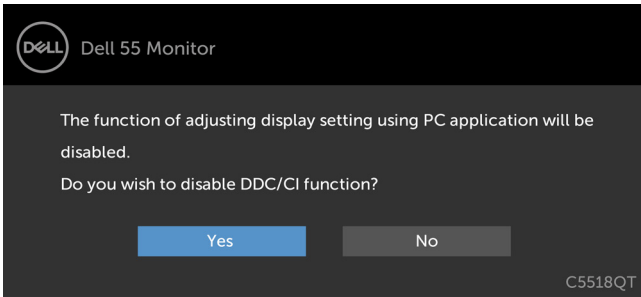 DELL
Dell 55 Monitor
The function of adjusting display setting using PC application will be
disabled.
Do you wish to disable DDC/CI function?
Yes
No
C5518QT